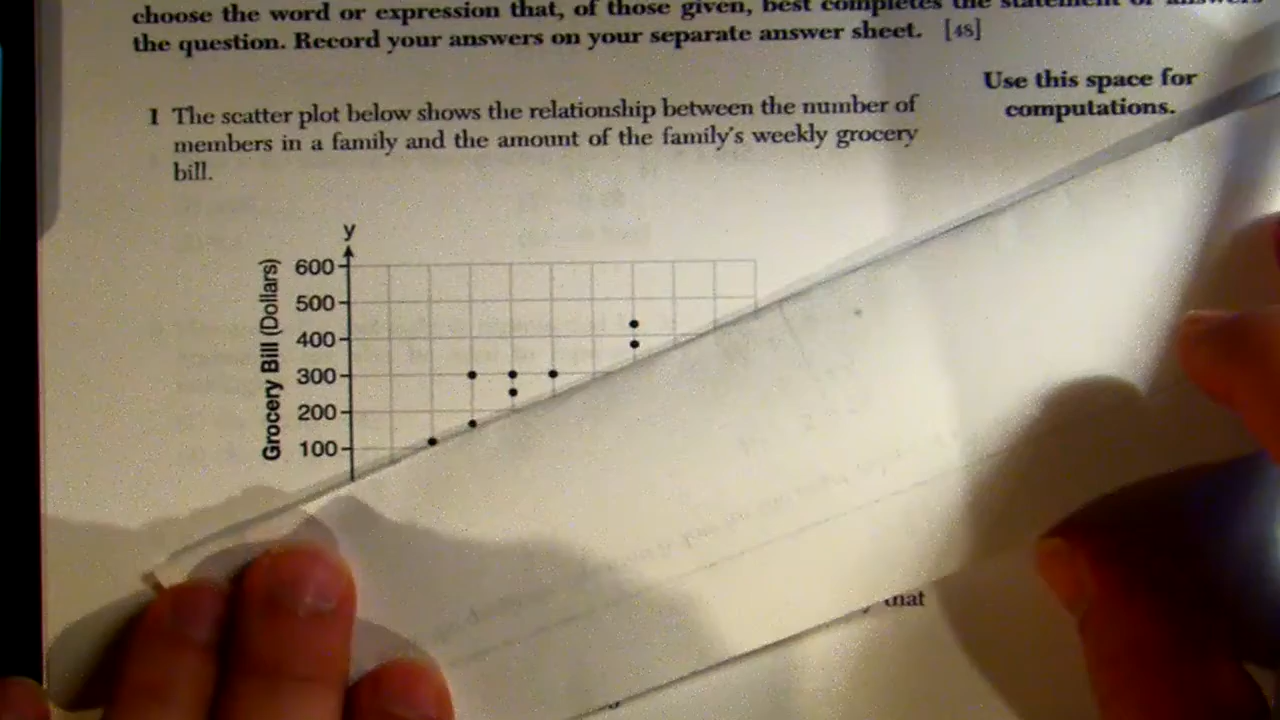 choose the word or expression that, of those given, best completes the statement or answers
the question. Record your answers on your separate answer sheet. [48]
Use this space for
computations.
1 The scatter plot below shows the relationship between the number of
members in a family and the amount of the family's weekly grocery
bill.
y
Grocery Bill (Dollars)
600
500
400
300
200
100
that